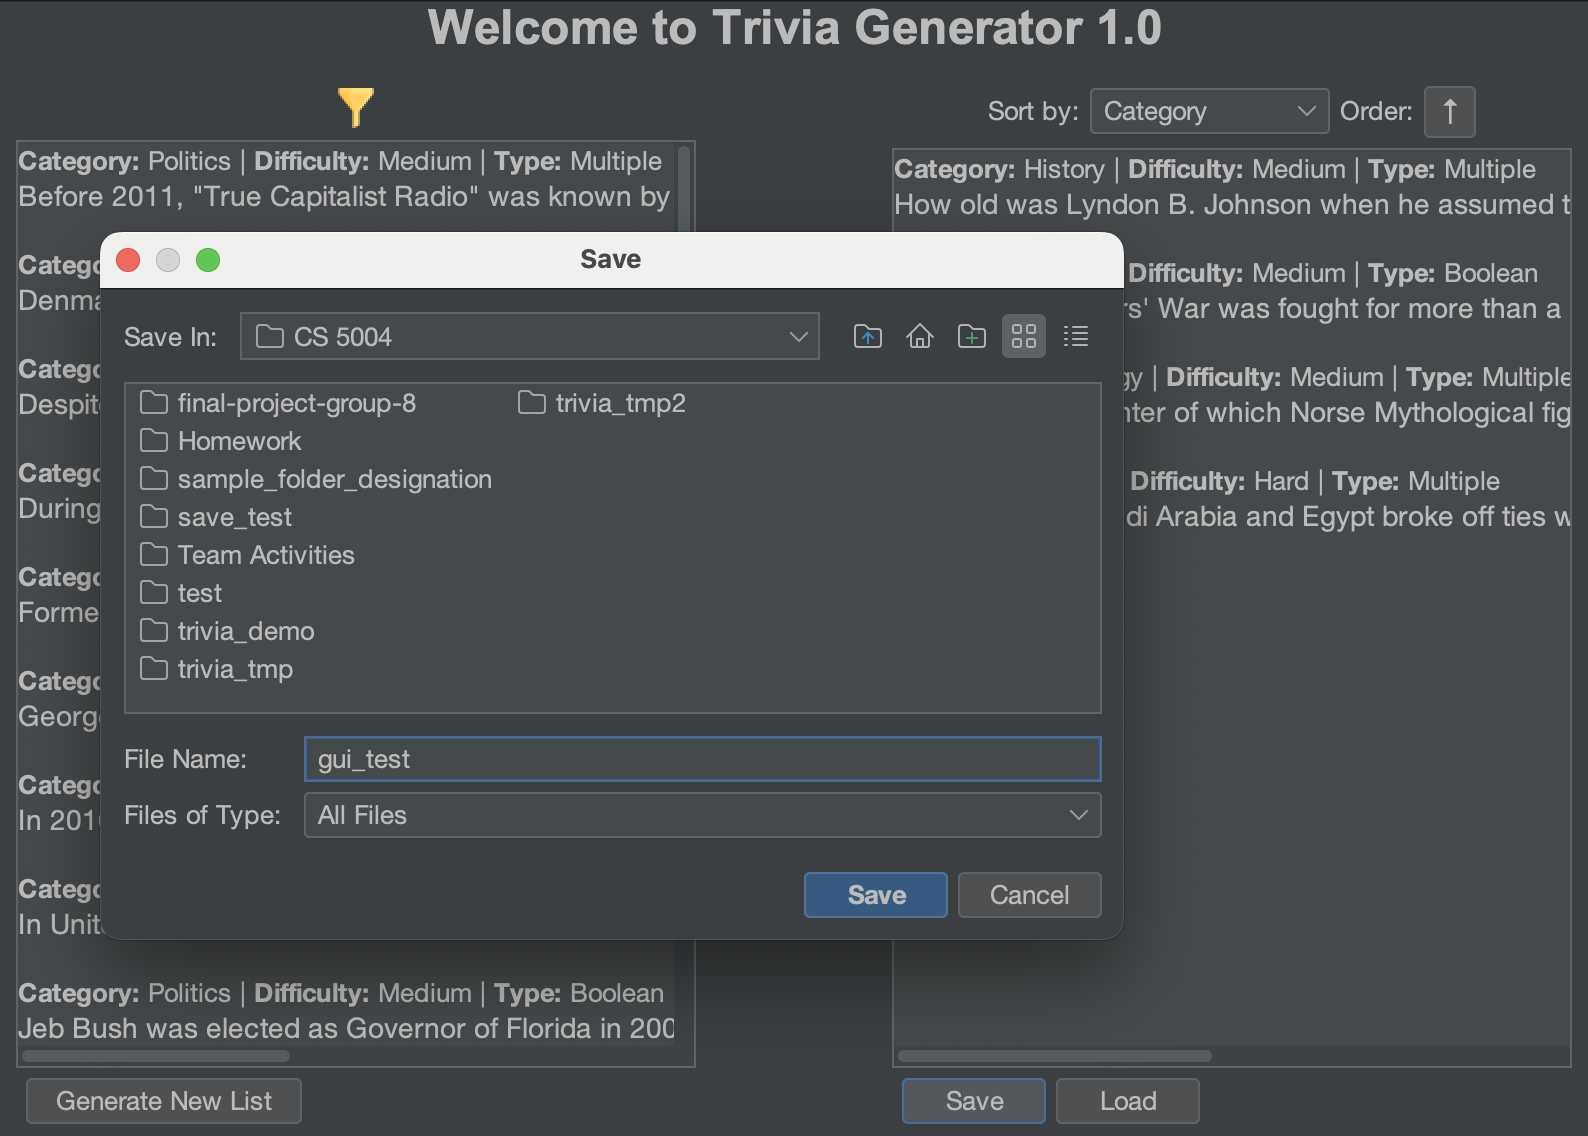 Welcome to Trivia Generator 1.0
Sort by: Category Order: ↑
Category: Politics | Difficulty: Medium | Type: Multiple
Before 2011, "True Capitalist Radio" was known by
Category: History | Difficulty: Medium | Type: Multiple
How old was Lyndon B. Johnson when he assumed t
Save
Save In: CS 5004
final-project-group-8
Homework
sample_folder_designation
save_test
Team Activities
test
trivia_demo
trivia_tmp
trivia_tmp2
File Name: gui_test
Files of Type: All Files
Save Cancel
Catego
Denma
Catego
Despite
Catego
During
Catego
Forme
Catego
George
Catego
In 2016
Catego
In Unit
Category: Politics | Difficulty: Medium | Type: Boolean
Jeb Bush was elected as Governor of Florida in 200
Difficulty: Medium | Type: Boolean
rs' War was fought for more than a
gy | Difficulty: Medium | Type: Multiple
nter of which Norse Mythological fig
Difficulty: Hard | Type: Multiple
di Arabia and Egypt broke off ties w
Generate New List
Save Load